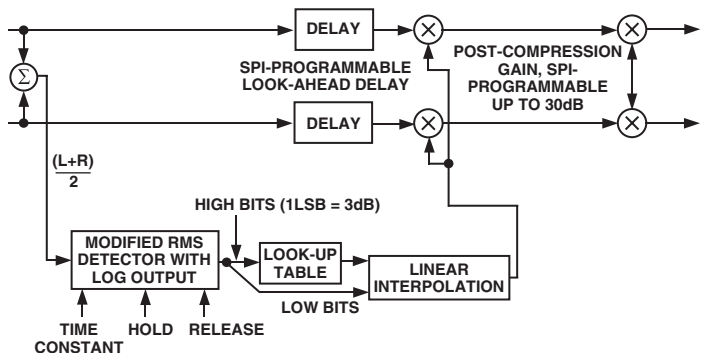 DELAY
SPI-PROGRAMMABLE
LOOK-AHEAD DELAY
POST-COMPRESSION
GAIN, SPI-
PROGRAMMABLE
UP TO 30dB
Σ
DELAY
(L+R)
2
HIGH BITS (1LSB = 3dB)
MODIFIED RMS
DETECTOR WITH
LOG OUTPUT
LOOK-UP
TABLE
LINEAR
INTERPOLATION
LOW BITS
TIME
CONSTANT
HOLD
RELEASE